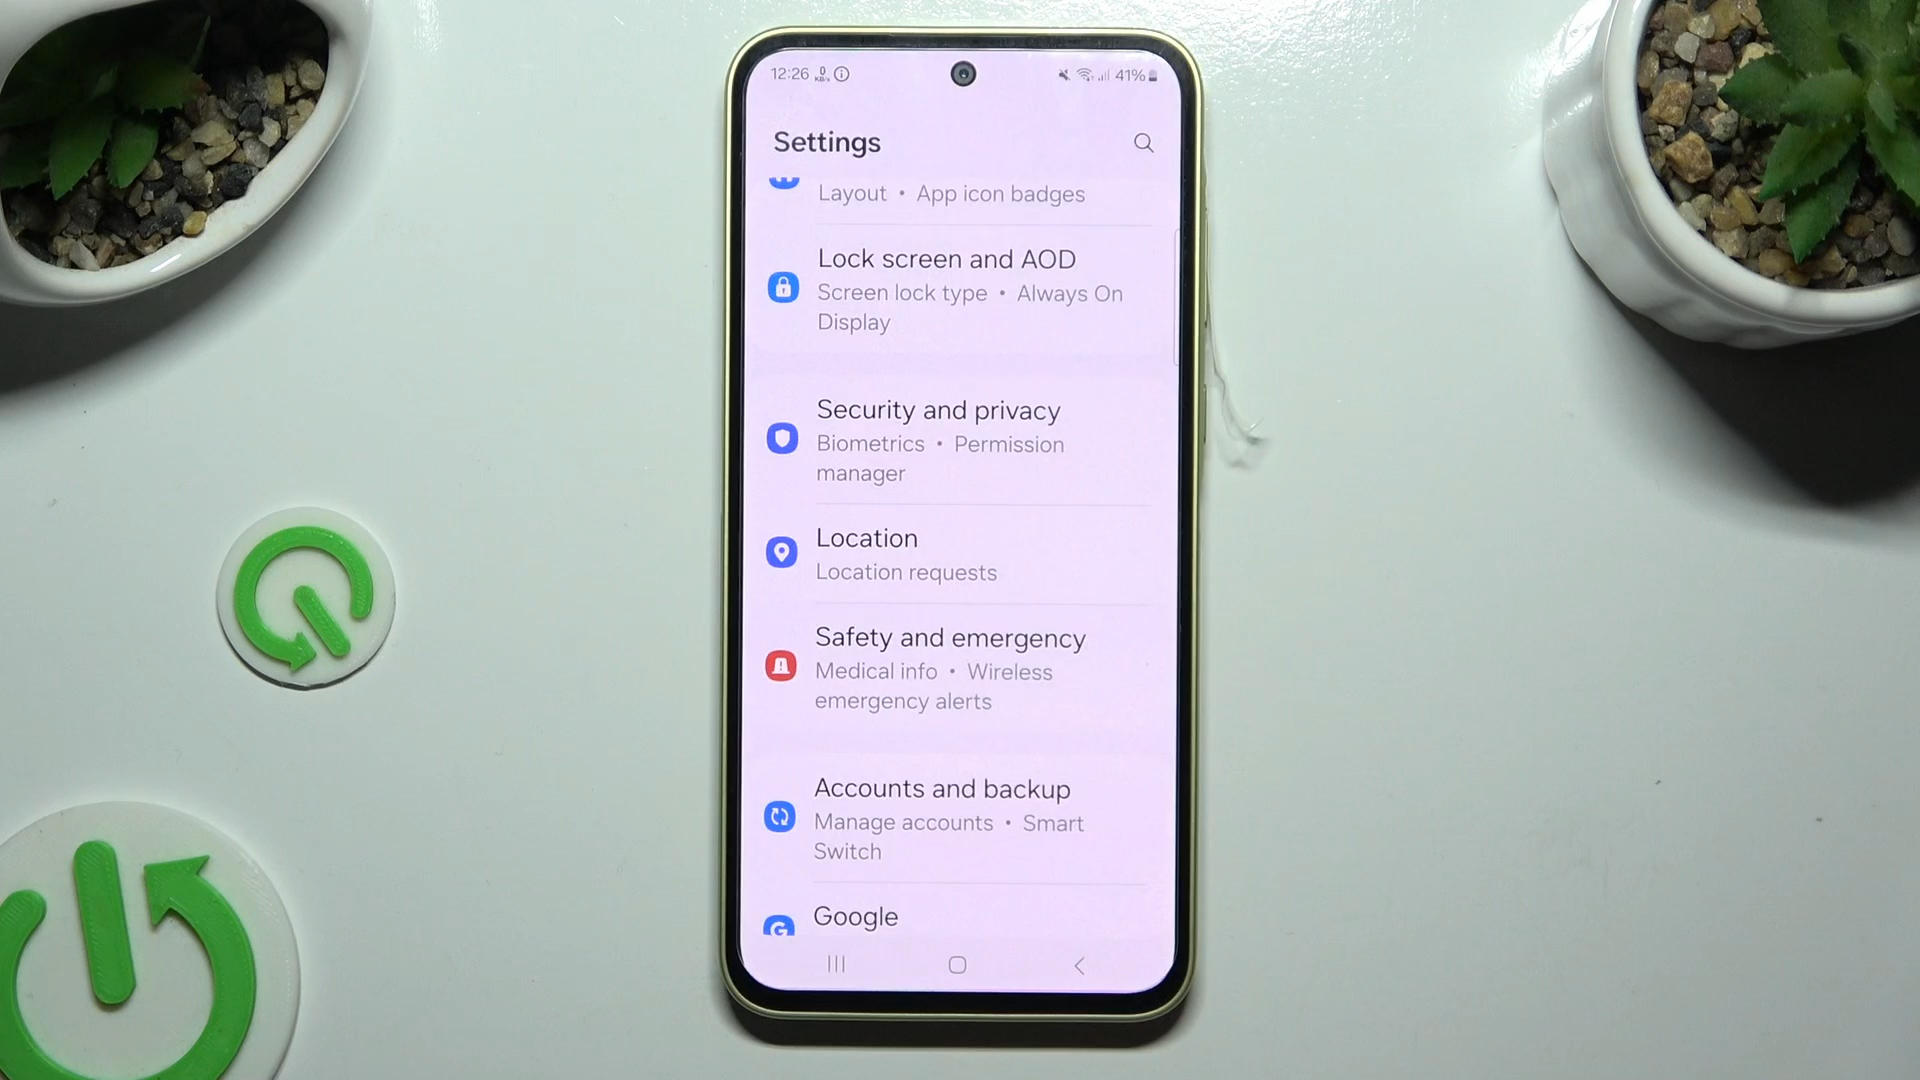 12:26 0 KB/s 41%
Settings
Layout • App icon badges
Lock screen and AOD
Screen lock type • Always On
Display
Security and privacy
Biometrics • Permission
manager
Location
Location requests
Safety and emergency
Medical info • Wireless
emergency alerts
Accounts and backup
Manage accounts • Smart
Switch
Google